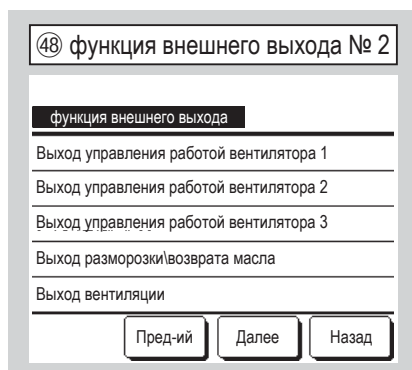 ㊽ функция внешнего выхода № 2
функция внешнего выхода
Выход управления работой вентилятора 1
Выход управления работой вентилятора 2
Выход управления работой вентилятора 3
Выход разморозки\возврата масла
Выход вентиляции
Пред-ий Далее Назад